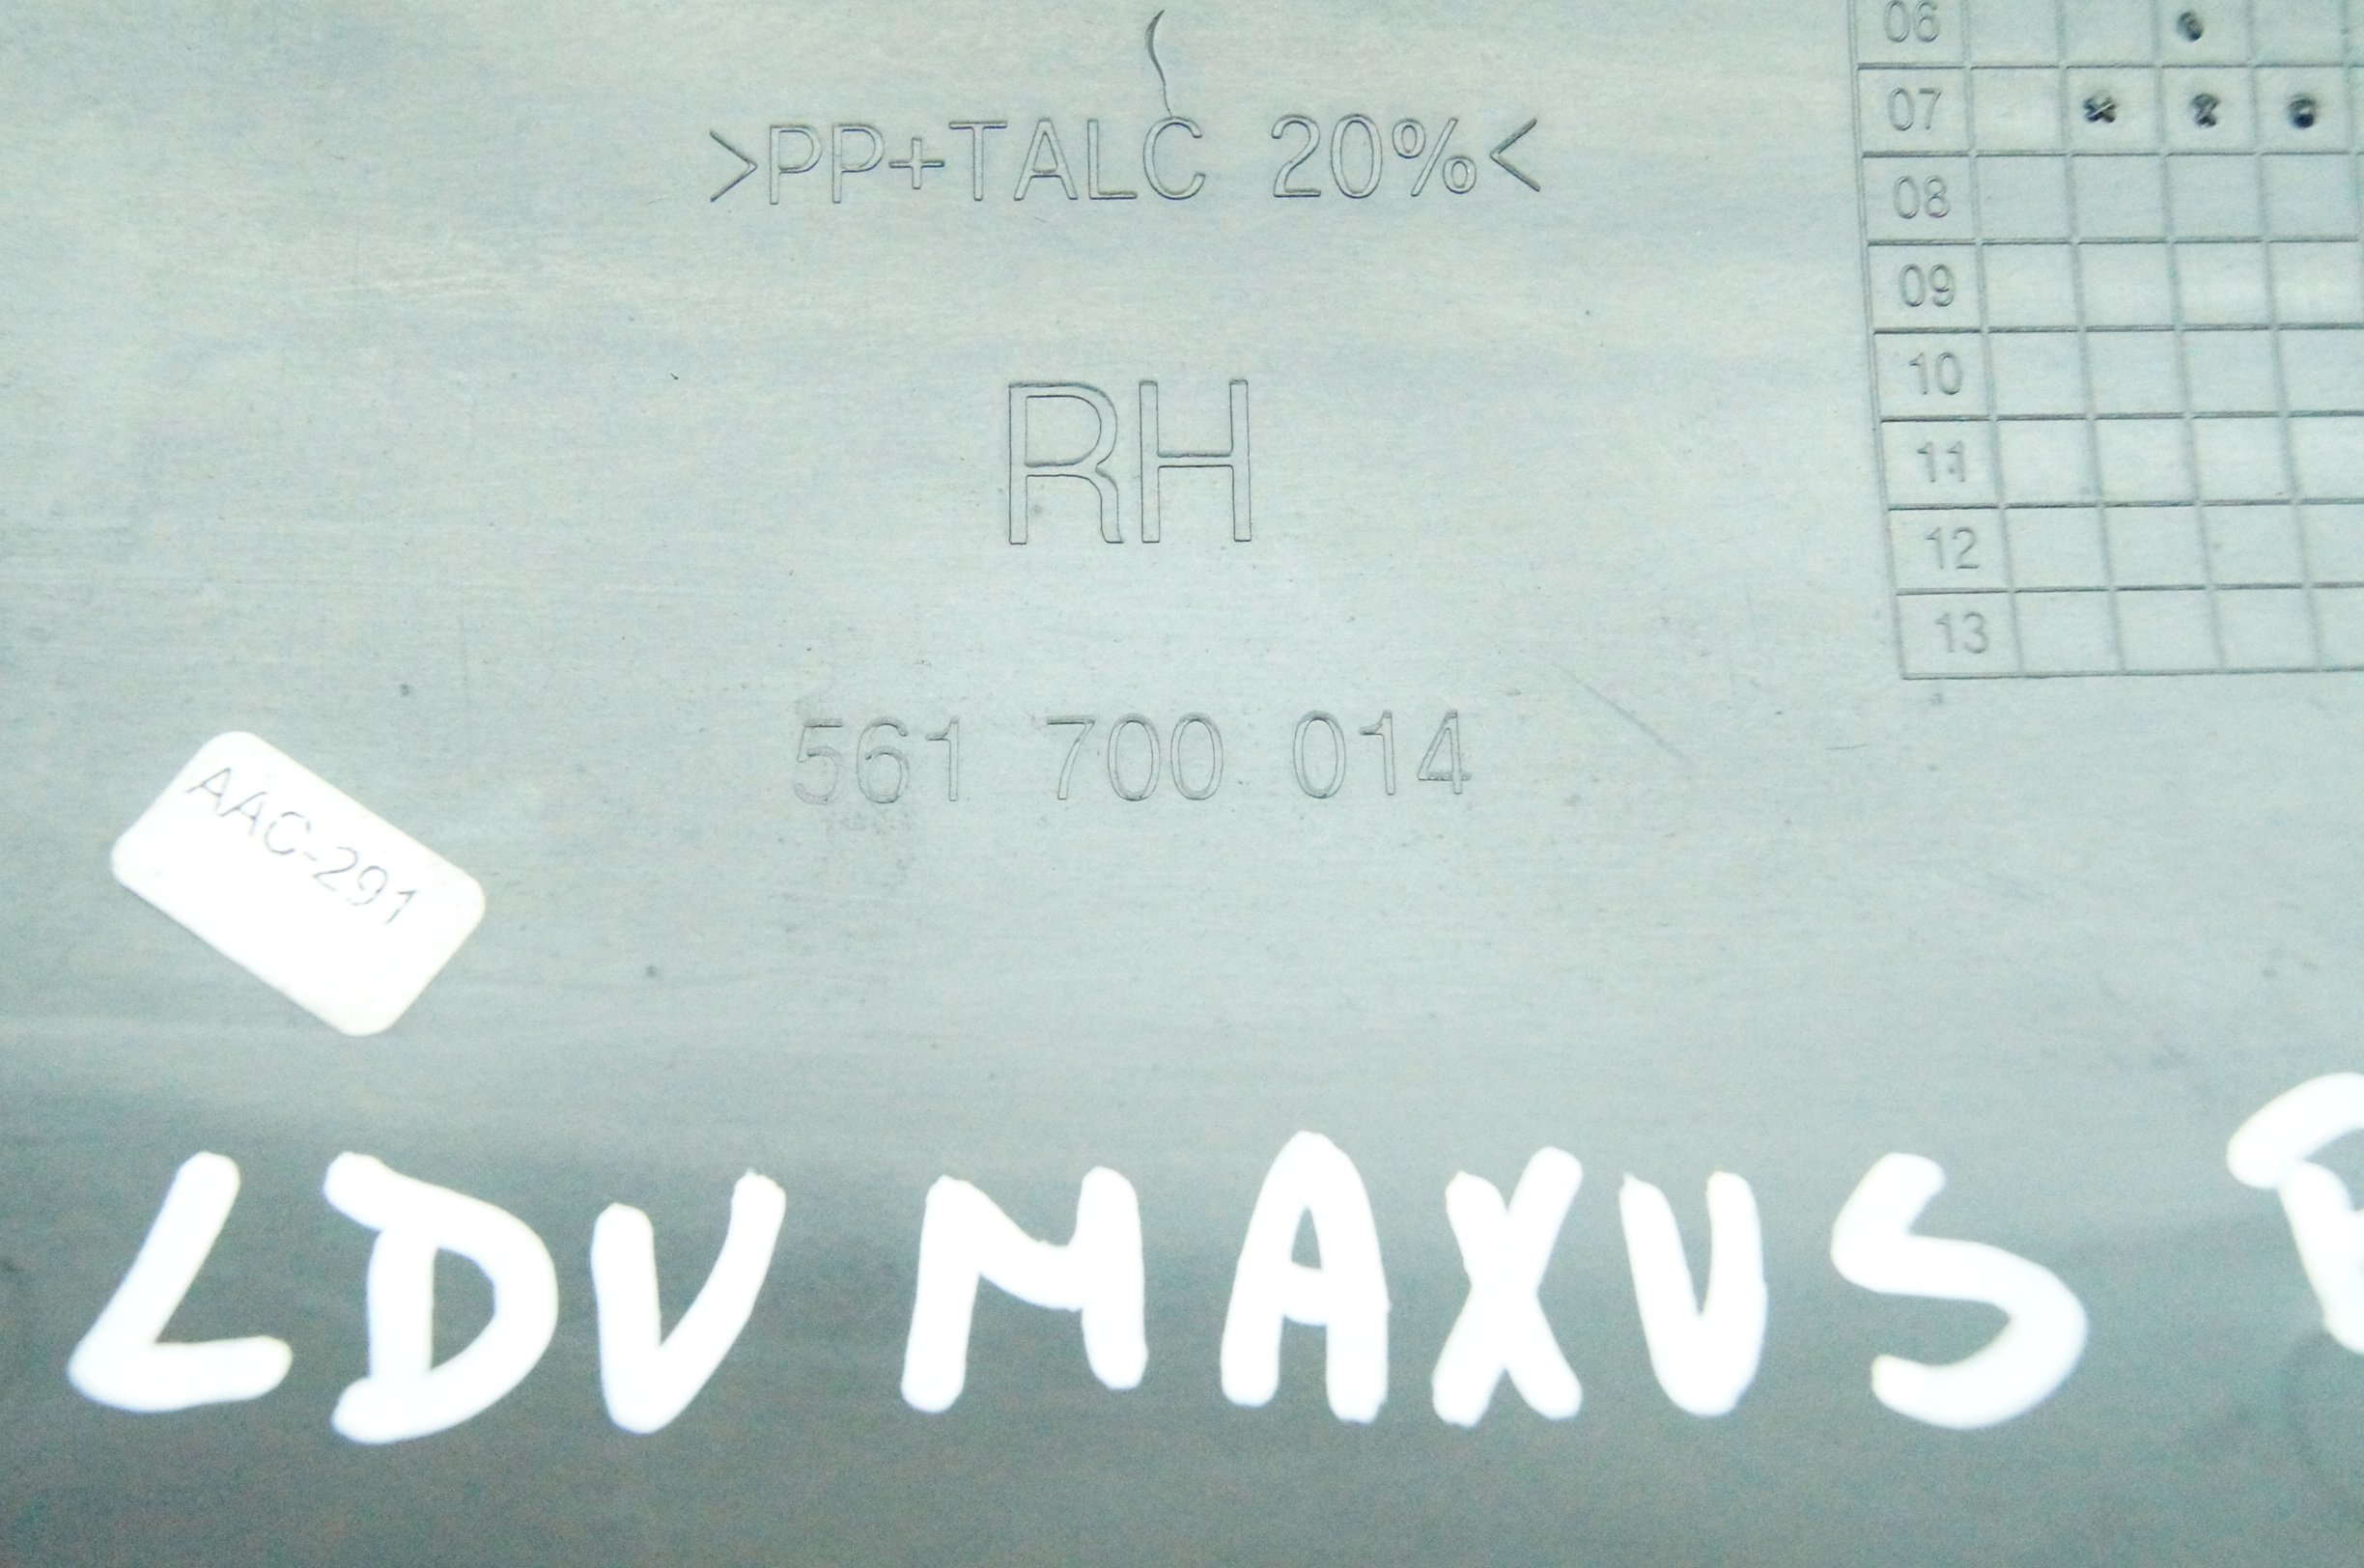 >PP+TALC 20%<
RH
561 700 014
06
07
08
09
10
11
12
13
AAC-291
LDV MAXUS